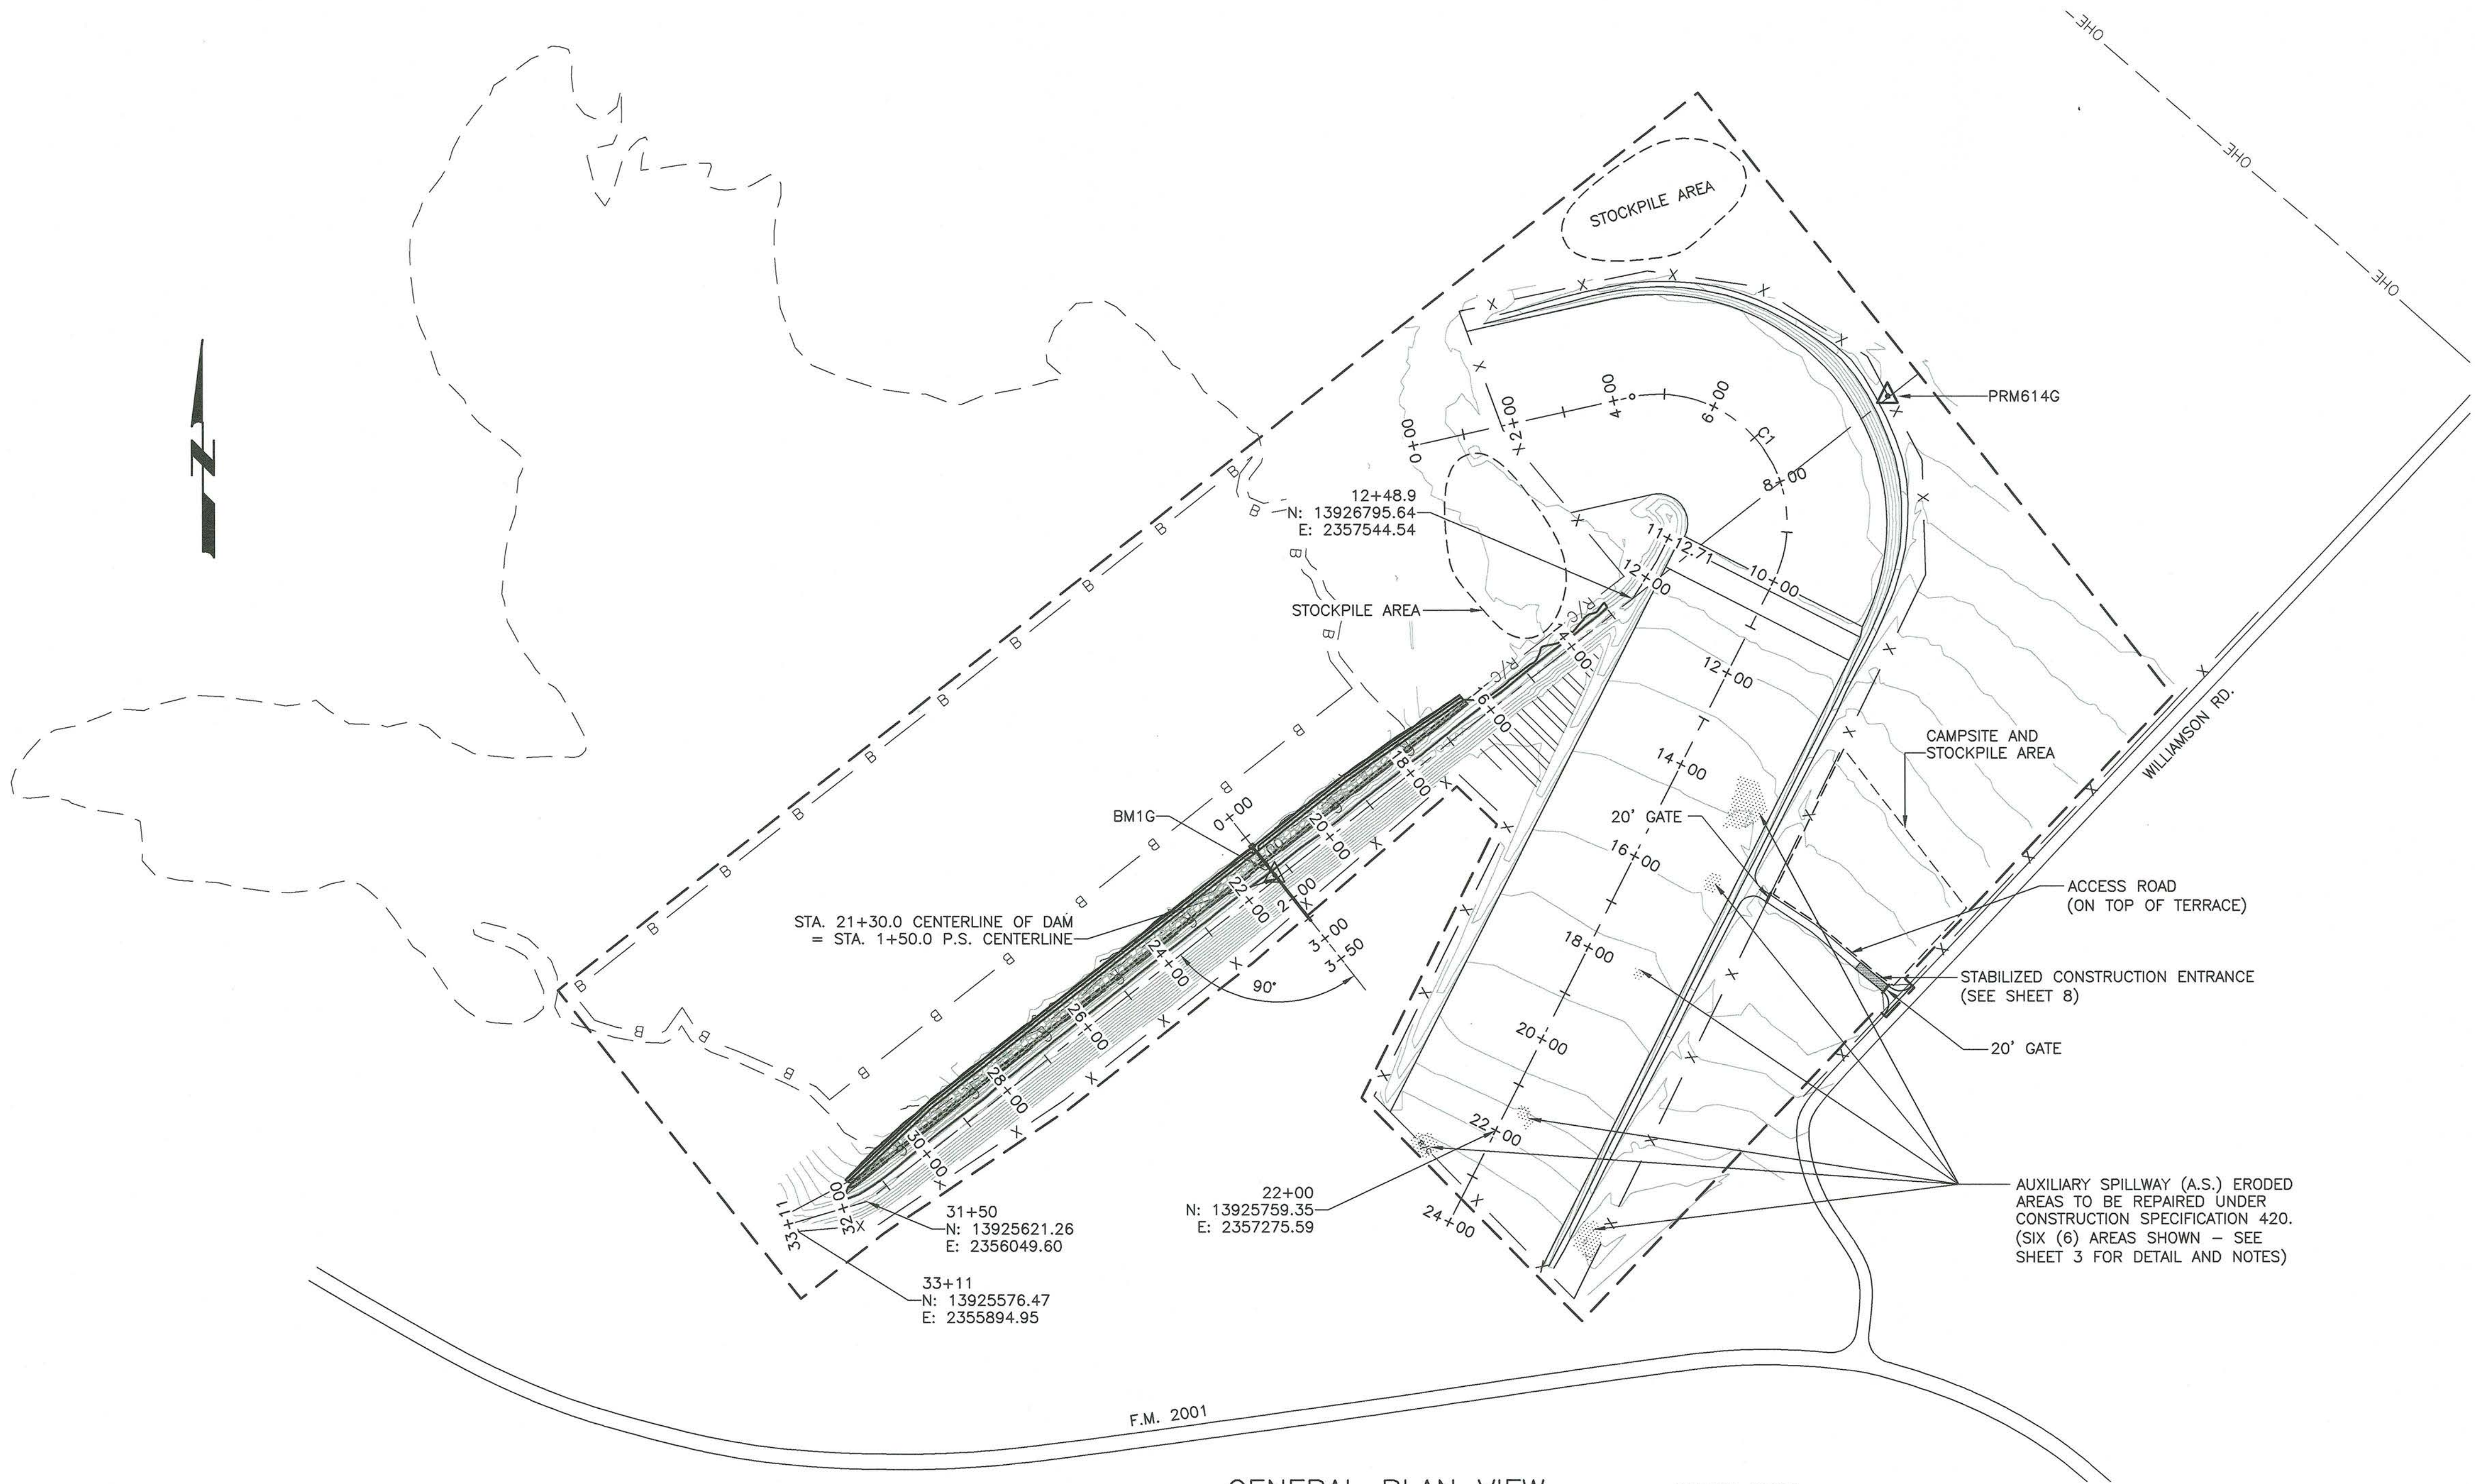 OHE
OHE
OHE
STOCKPILE AREA
N
PRM614G
0+00
X2+00
4+00
6+00
C1
8+00
10+00
12+00
14+00
16+00
18+00
20+00
22+00
24+00
12+48.9
N: 13926795.64
E: 2357544.54
STOCKPILE AREA
11+12.71
12+00
R/C
14+00
R/C
16+00
18+00
20+00
22+00
24+00
26+00
28+00
30+00
32+00
33+11
WILLIAMSON RD.
CAMPSITE AND
STOCKPILE AREA
20' GATE
BM1G
0+00
2+00
3+00
3+50
90°
STA. 21+30.0 CENTERLINE OF DAM
= STA. 1+50.0 P.S. CENTERLINE
ACCESS ROAD
(ON TOP OF TERRACE)
STABILIZED CONSTRUCTION ENTRANCE
(SEE SHEET 8)
20' GATE
22+00
N: 13925759.35
E: 2357275.59
31+50
N: 13925621.26
E: 2356049.60
33+11
N: 13925576.47
E: 2355894.95
AUXILIARY SPILLWAY (A.S.) ERODED
AREAS TO BE REPAIRED UNDER
CONSTRUCTION SPECIFICATION 420.
(SIX (6) AREAS SHOWN – SEE
SHEET 3 FOR DETAIL AND NOTES)
F.M. 2001
GENERAL PLAN VIEW